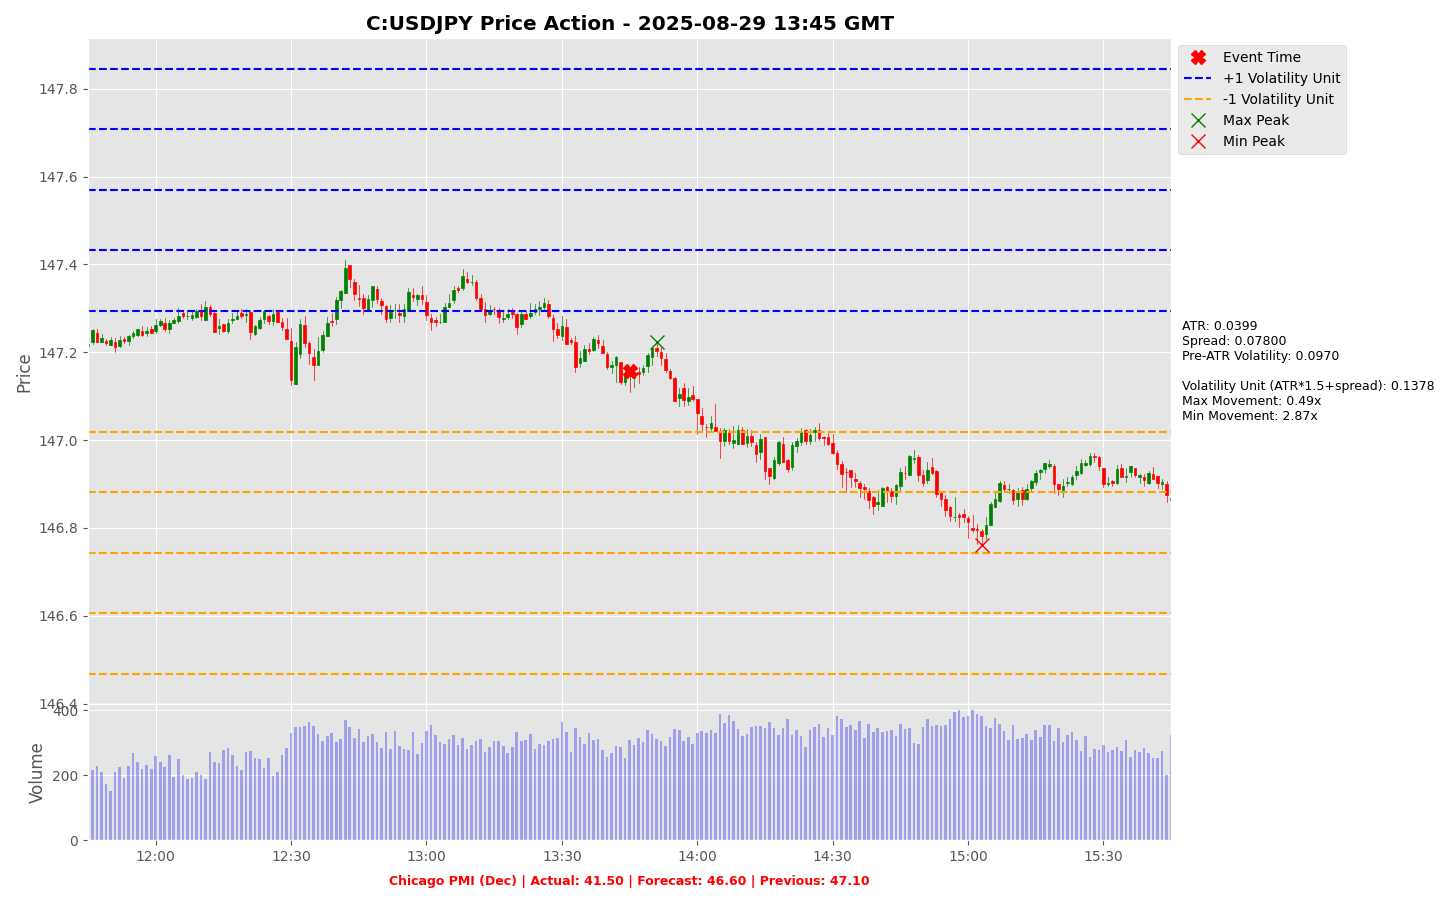 C:USDJPY Price Action - 2025-08-29 13:45 GMT
Event Time
+1 Volatility Unit
-1 Volatility Unit
Max Peak
Min Peak
147.8
147.6
147.4
147.2
147.0
146.8
146.6
146.4
Price
ATR: 0.0399
Spread: 0.07800
Pre-ATR Volatility: 0.0970
Volatility Unit (ATR*1.5+spread): 0.1378
Max Movement: 0.49x
Min Movement: 2.87x
400
200
0
Volume
12:00 12:30 13:00 13:30 14:00 14:30 15:00 15:30
Chicago PMI (Dec) | Actual: 41.50 | Forecast: 46.60 | Previous: 47.10